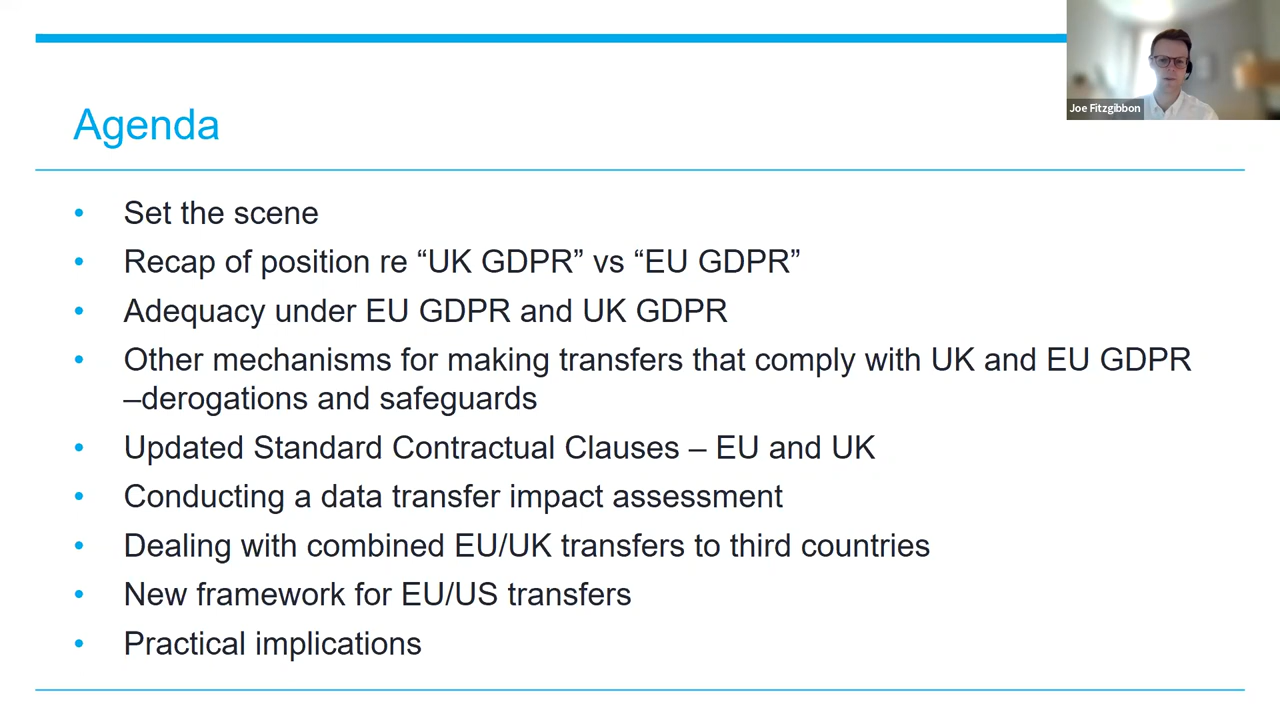 Joe Fitzgibbon
Agenda
• Set the scene
• Recap of position re “UK GDPR” vs “EU GDPR”
• Adequacy under EU GDPR and UK GDPR
• Other mechanisms for making transfers that comply with UK and EU GDPR
–derogations and safeguards
• Updated Standard Contractual Clauses – EU and UK
• Conducting a data transfer impact assessment
• Dealing with combined EU/UK transfers to third countries
• New framework for EU/US transfers
• Practical implications